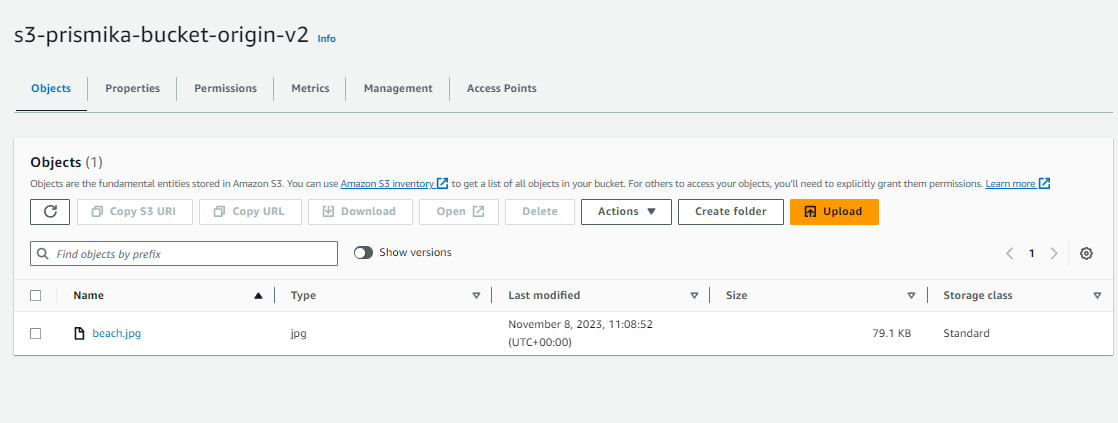 s3-prismika-bucket-origin-v2 Info
Objects Properties Permissions Metrics Management Access Points
Objects (1)
Objects are the fundamental entities stored in Amazon S3. You can use Amazon S3 inventory to get a list of all objects in your bucket. For others to access your objects, you'll need to explicitly grant them permissions. Learn more
Copy S3 URI Copy URL Download Open Delete Actions Create folder Upload
Find objects by prefix Show versions 1
Name Type Last modified Size Storage class
beach.jpg jpg November 8, 2023, 11:08:52 79.1 KB Standard
(UTC+00:00)